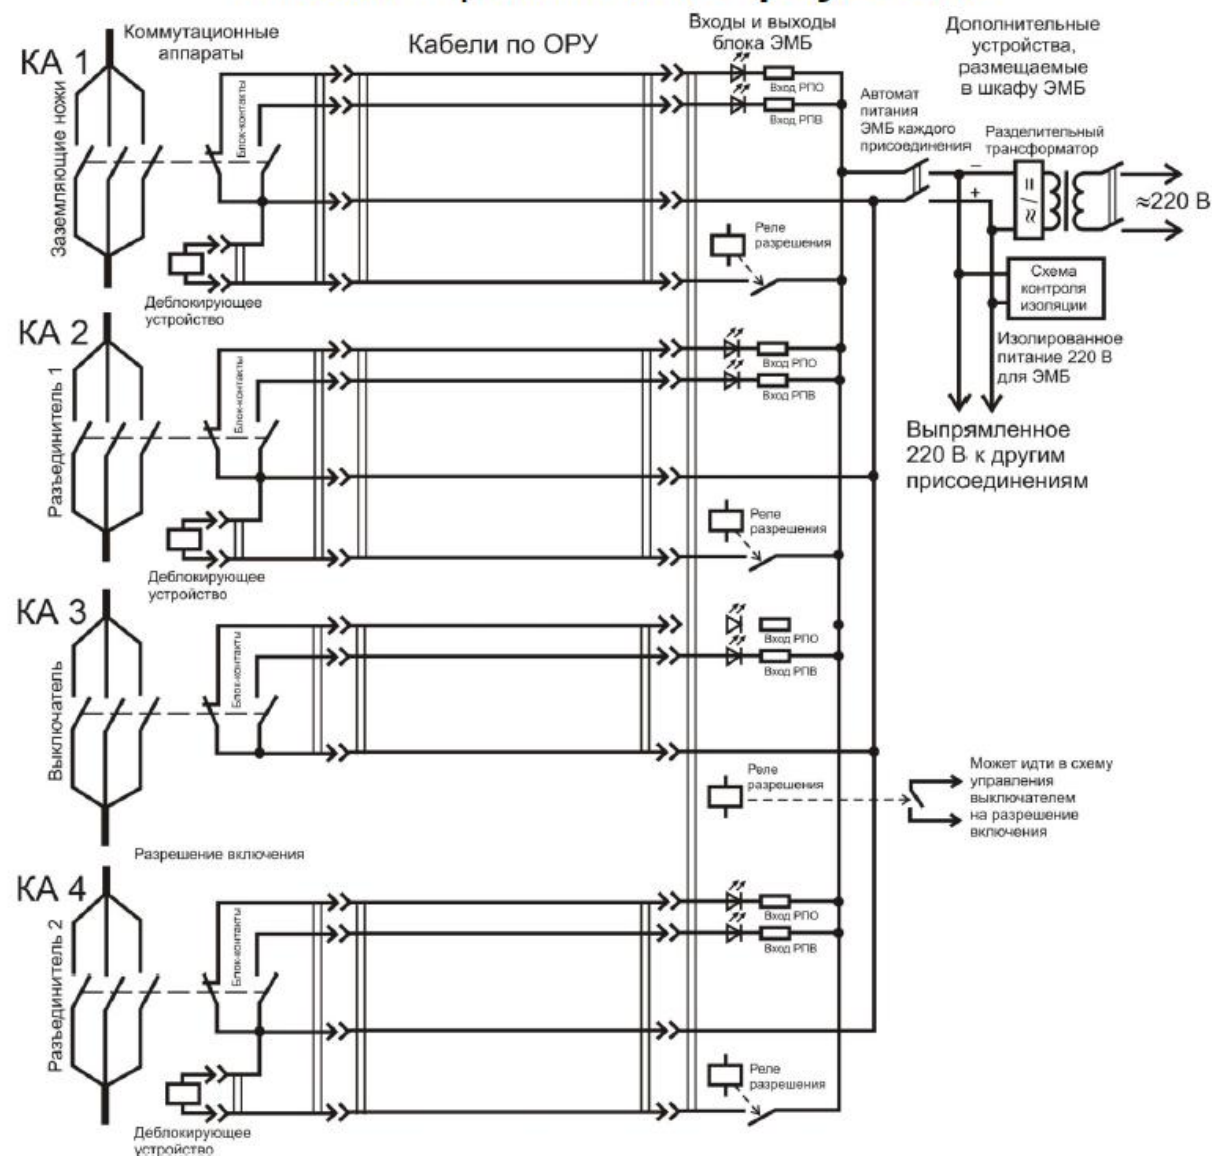 Коммутационные
аппараты
Кабели по ОРУ
Входы и выходы
блока ЭМБ
Дополнительные
устройства,
размещаемые
в шкафу ЭМБ
КА 1
Заземляющие ножи
Блок-контакты
Вход РПО
Вход РПВ
Автомат
питания
ЭМБ каждого
присоединения
Разделительный
трансформатор
−
+
≈ / =
≈220 В
Реле
разрешения
Деблокирующее
устройство
Схема
контроля
изоляции
Изолированное
питание 220 В
для ЭМБ
Выпрямленное
220 В к другим
присоединениям
КА 2
Разъединитель 1
Блок-контакты
Вход РПО
Вход РПВ
Реле
разрешения
Деблокирующее
устройство
КА 3
Выключатель
Блок-контакты
Вход РПО
Вход РПВ
Реле
разрешения
Может идти в схему
управления
выключателем
на разрешение
включения
Разрешение включения
КА 4
Разъединитель 2
Блок-контакты
Вход РПО
Вход РПВ
Реле
разрешения
Деблокирующее
устройство